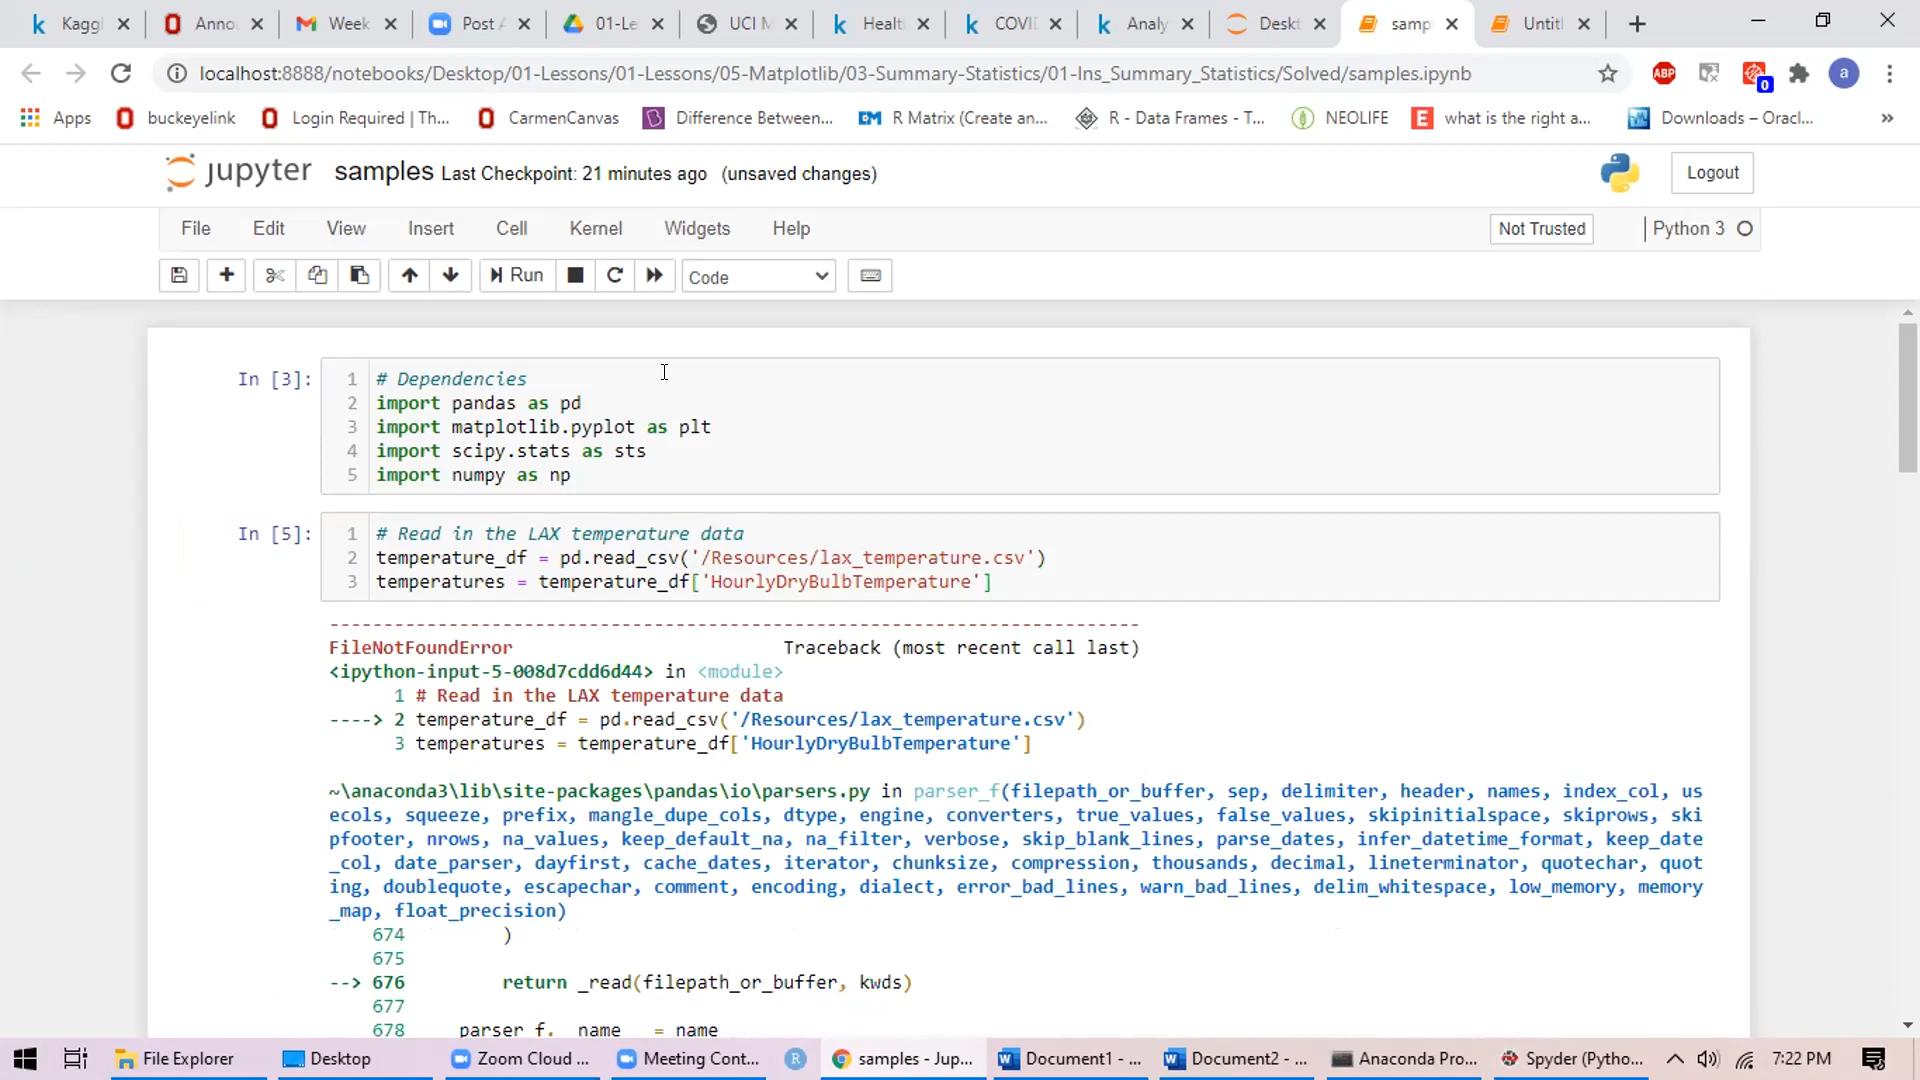 Kaggl
Anno
Week
Post A
01-Le
UCI M
Healt
COVI
Analy
Deskt
samp
Untit
localhost:8888/notebooks/Desktop/01-Lessons/01-Lessons/05-Matplotlib/03-Summary-Statistics/01-Ins_Summary_Statistics/Solved/samples.ipynb
ABP
0
a
Apps
buckeyelink
Login Required | Th...
CarmenCanvas
Difference Between...
R Matrix (Create an...
R - Data Frames - T...
NEOLIFE
what is the right a...
Downloads – Oracl...
»
jupyter samples Last Checkpoint: 21 minutes ago (unsaved changes)
Logout
File Edit View Insert Cell Kernel Widgets Help
Not Trusted
Python 3
Run
Code
In [3]:
1 # Dependencies
2 import pandas as pd
3 import matplotlib.pyplot as plt
4 import scipy.stats as sts
5 import numpy as np
In [5]:
1 # Read in the LAX temperature data
2 temperature_df = pd.read_csv('/Resources/lax_temperature.csv')
3 temperatures = temperature_df['HourlyDryBulbTemperature']
---------------------------------------------------------------------------
FileNotFoundError Traceback (most recent call last)
<ipython-input-5-008d7cdd6d44> in <module>
1 # Read in the LAX temperature data
----> 2 temperature_df = pd.read_csv('/Resources/lax_temperature.csv')
3 temperatures = temperature_df['HourlyDryBulbTemperature']
~\anaconda3\lib\site-packages\pandas\io\parsers.py in parser_f(filepath_or_buffer, sep, delimiter, header, names, index_col, us
ecols, squeeze, prefix, mangle_dupe_cols, dtype, engine, converters, true_values, false_values, skipinitialspace, skiprows, ski
pfooter, nrows, na_values, keep_default_na, na_filter, verbose, skip_blank_lines, parse_dates, infer_datetime_format, keep_date
_col, date_parser, dayfirst, cache_dates, iterator, chunksize, compression, thousands, decimal, lineterminator, quotechar, quot
ing, doublequote, escapechar, comment, encoding, dialect, error_bad_lines, warn_bad_lines, delim_whitespace, low_memory, memory
_map, float_precision)
674 )
675
--> 676 return _read(filepath_or_buffer, kwds)
677
678 parser_f.__name__ = name
File Explorer
Desktop
Zoom Cloud ...
Meeting Cont...
R
samples - Jup...
Document1 - ...
Document2 - ...
Anaconda Pro...
Spyder (Pytho...
7:22 PM